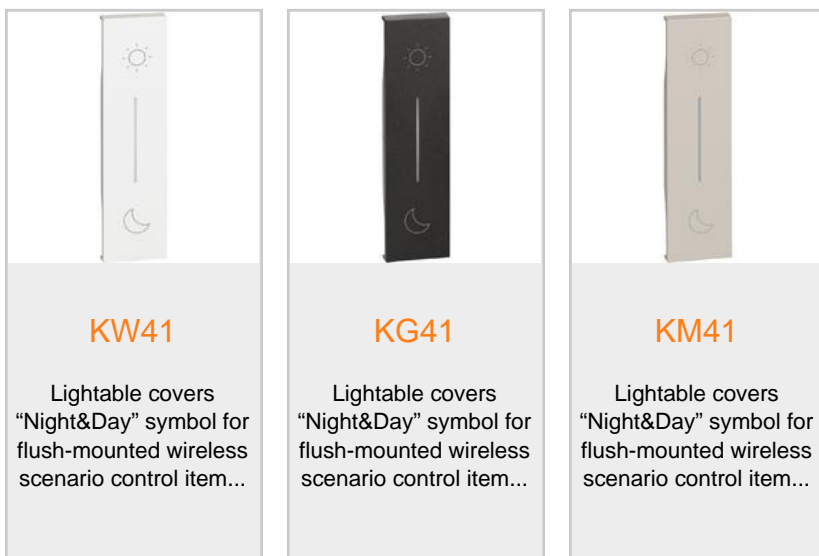 KW41
Lightable covers
“Night&Day” symbol for
flush-mounted wireless
scenario control item...
KG41
Lightable covers
“Night&Day” symbol for
flush-mounted wireless
scenario control item...
KM41
Lightable covers
“Night&Day” symbol for
flush-mounted wireless
scenario control item...